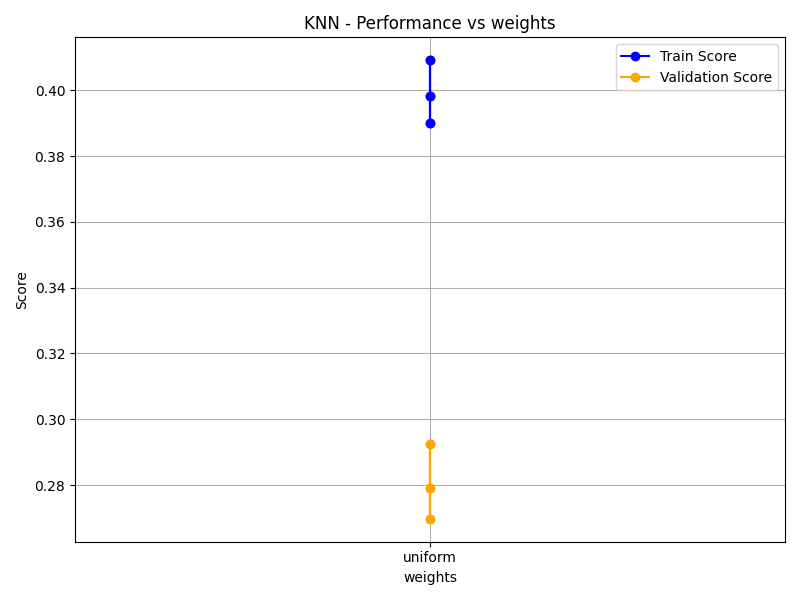 KNN - Performance vs weights
Train Score
Validation Score
0.40
0.38
0.36
0.34
0.32
0.30
0.28
Score
uniform
weights